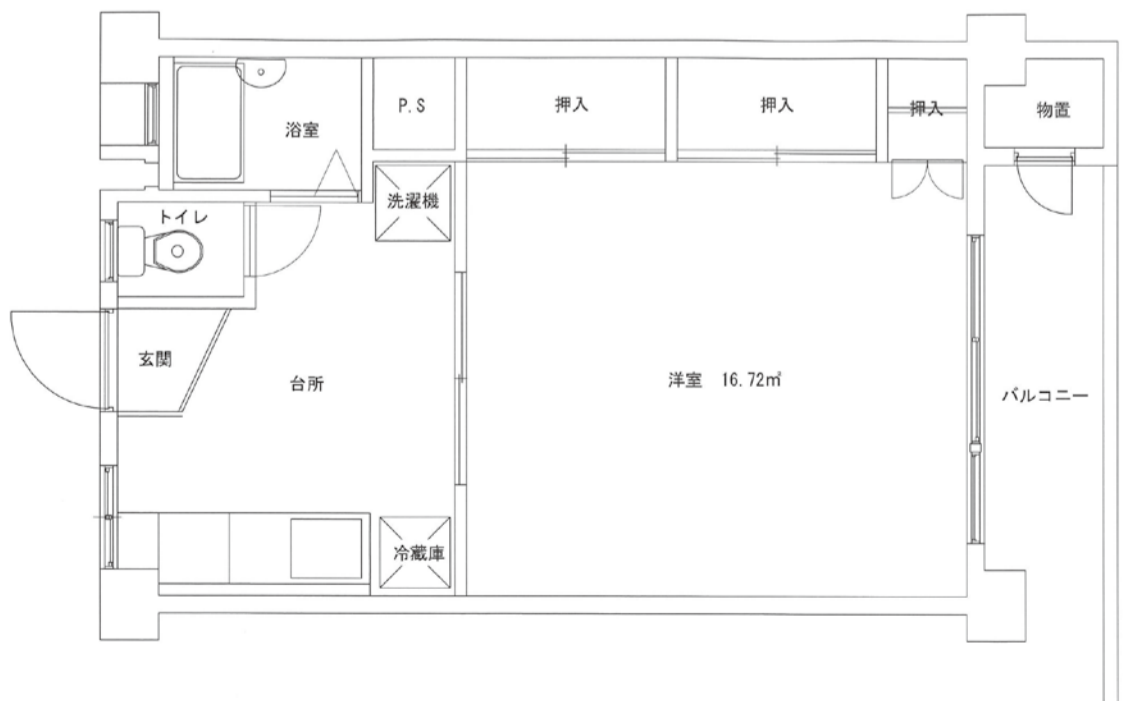 P.S
押入
押入
押入
物置
浴室
洗濯機
トイレ
玄関
台所
洋室 16.72㎡
バルコニー
冷蔵庫